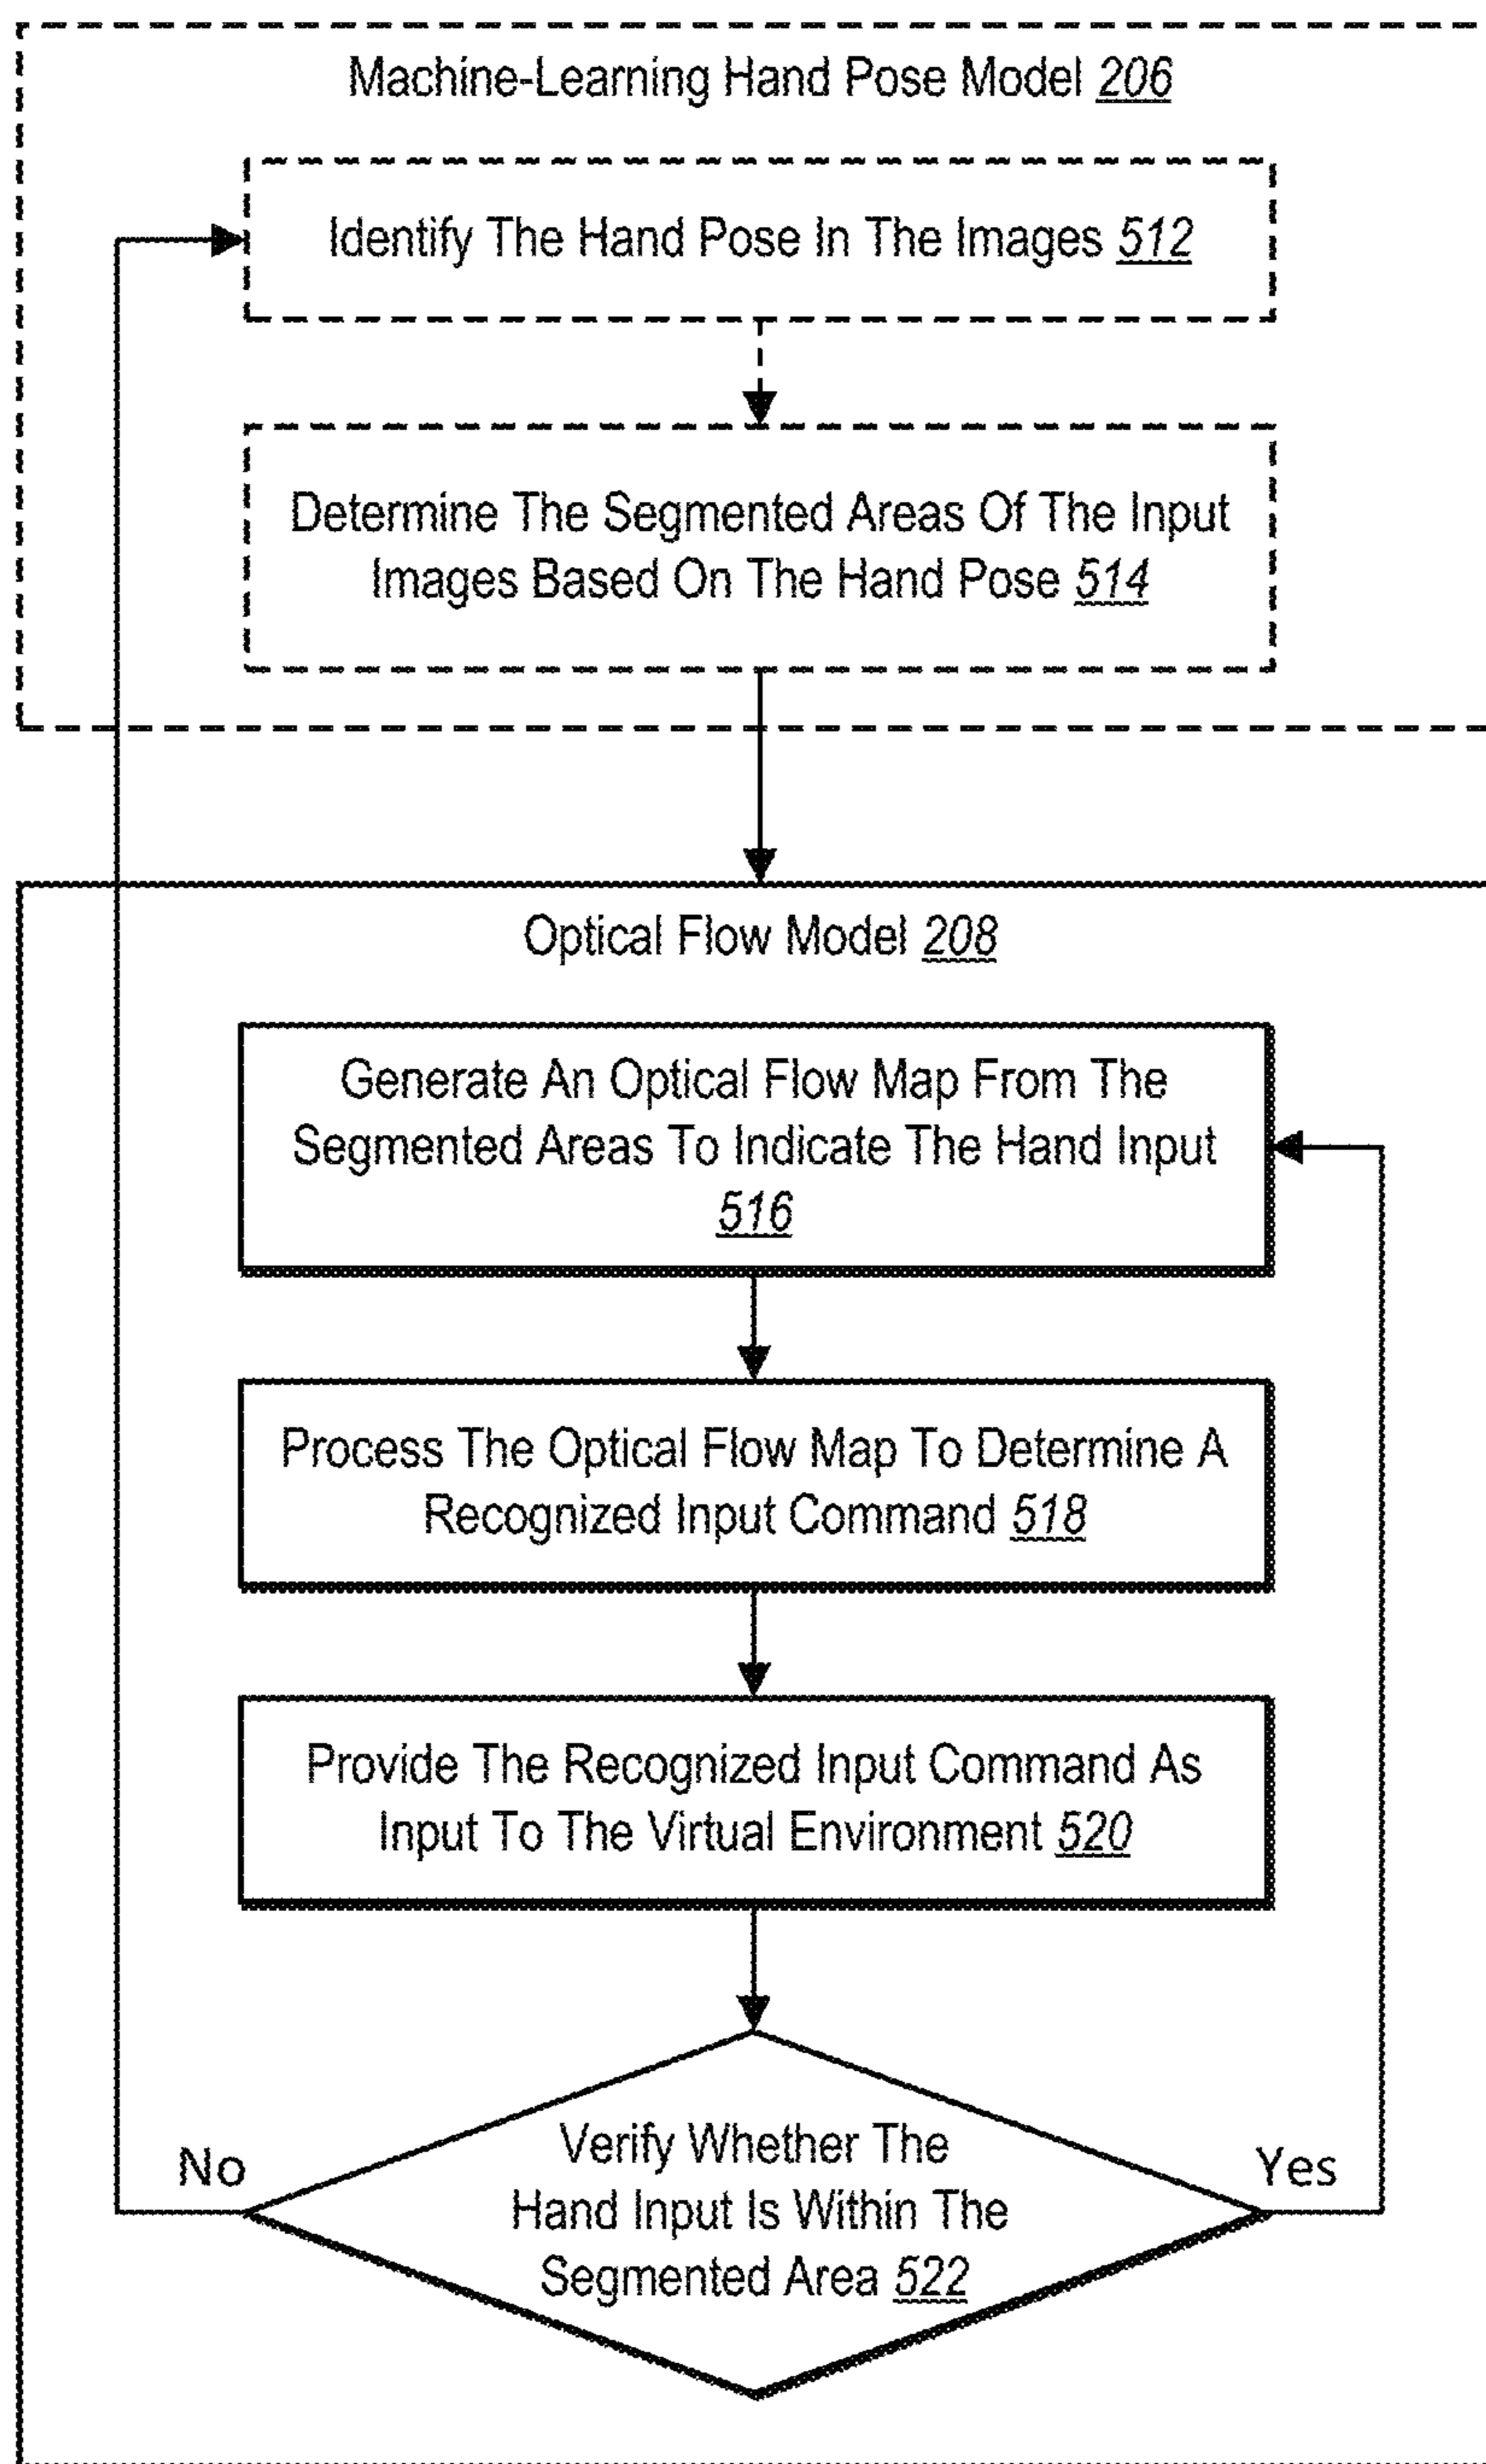 Machine-Learning Hand Pose Model 206
Identify The Hand Pose In The Images 512
Determine The Segmented Areas Of The Input
Images Based On The Hand Pose 514
Optical Flow Model 208
Generate An Optical Flow Map From The
Segmented Areas To Indicate The Hand Input
516
Process The Optical Flow Map To Determine A
Recognized Input Command 518
Provide The Recognized Input Command As
Input To The Virtual Environment 520
No
Verify Whether The
Hand Input Is Within The
Segmented Area 522
Yes